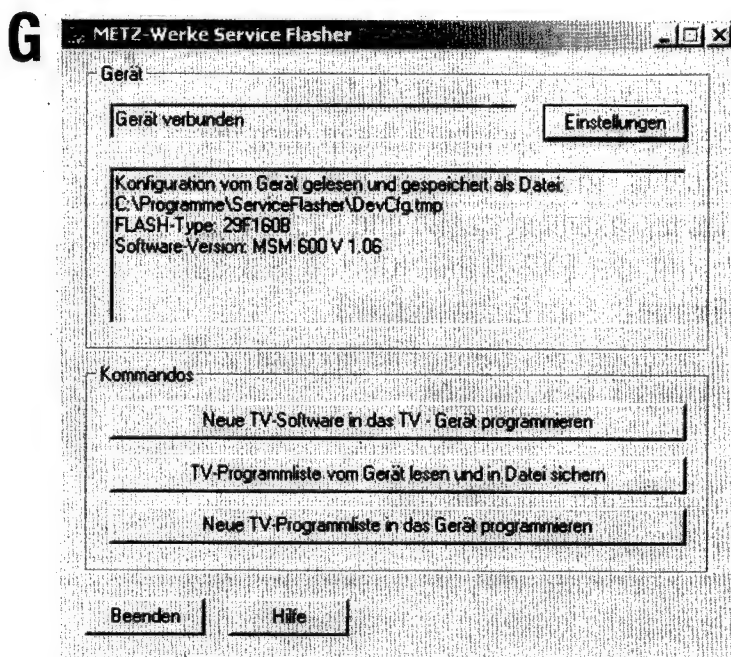 G
METZ-Werke Service Flasher
Gerät
Gerät verbunden
Einstellungen
Konfiguration vom Gerät gelesen und gespeichert als Datei:
C:\Programme\ServiceFlasher\DevCfg.tmp
FLASH-Type: 29F160B
Software-Version: MSM 600 V 1.06
Kommandos
Neue TV-Software in das TV - Gerät programmieren
TV-Programmliste vom Gerät lesen und in Datei sichern
Neue TV-Programmliste in das Gerät programmieren
Beenden
Hilfe